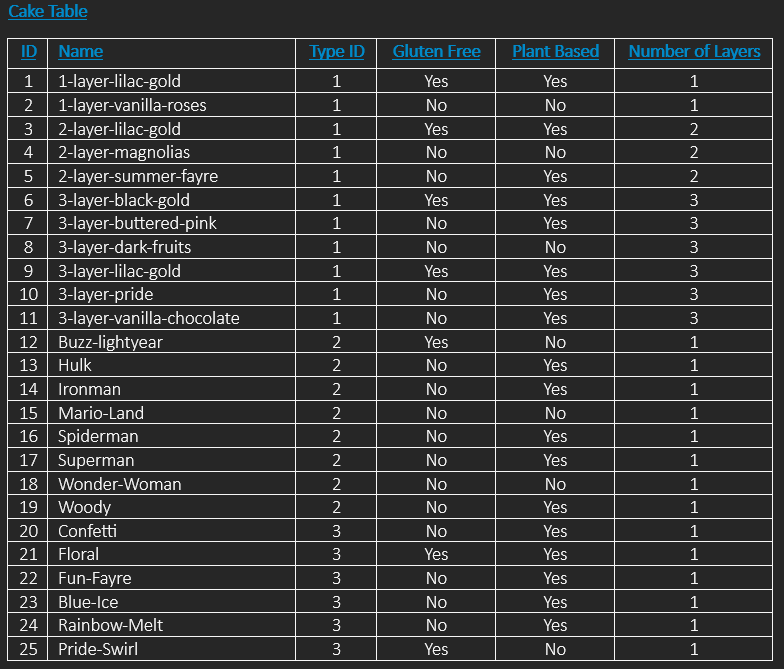 Cake Table
ID Name Type ID Gluten Free Plant Based Number of Layers
1 1-layer-lilac-gold 1 Yes Yes 1
2 1-layer-vanilla-roses 1 No No 1
3 2-layer-lilac-gold 1 Yes Yes 2
4 2-layer-magnolias 1 No No 2
5 2-layer-summer-fayre 1 No Yes 2
6 3-layer-black-gold 1 Yes Yes 3
7 3-layer-buttered-pink 1 No Yes 3
8 3-layer-dark-fruits 1 No No 3
9 3-layer-lilac-gold 1 Yes Yes 3
10 3-layer-pride 1 No Yes 3
11 3-layer-vanilla-chocolate 1 No Yes 3
12 Buzz-lightyear 2 Yes No 1
13 Hulk 2 No Yes 1
14 Ironman 2 No Yes 1
15 Mario-Land 2 No No 1
16 Spiderman 2 No Yes 1
17 Superman 2 No Yes 1
18 Wonder-Woman 2 No No 1
19 Woody 2 No Yes 1
20 Confetti 3 No Yes 1
21 Floral 3 Yes Yes 1
22 Fun-Fayre 3 No Yes 1
23 Blue-Ice 3 No Yes 1
24 Rainbow-Melt 3 No Yes 1
25 Pride-Swirl 3 Yes No 1